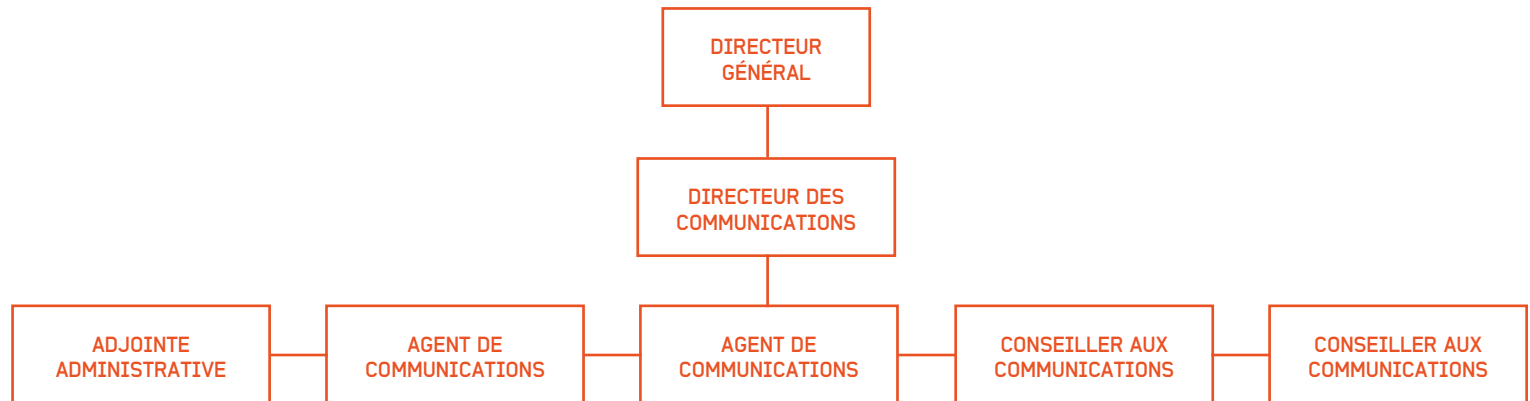 DIRECTEUR
GÉNÉRAL
DIRECTEUR DES
COMMUNICATIONS
ADJOINTE
ADMINISTRATIVE
AGENT DE
COMMUNICATIONS
AGENT DE
COMMUNICATIONS
CONSEILLER AUX
COMMUNICATIONS
CONSEILLER AUX
COMMUNICATIONS